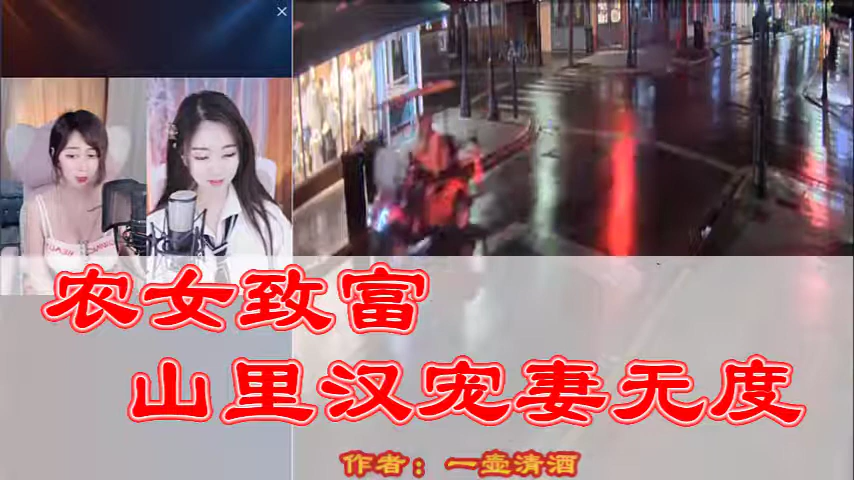 农女致富
山里汉宠妻无度
作者：一壶清酒